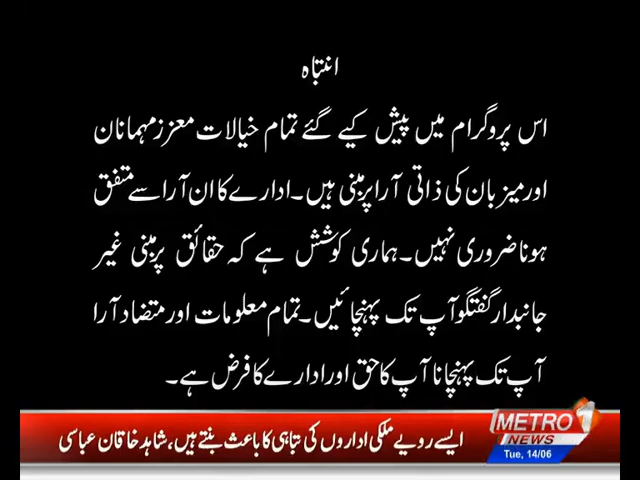 انتباہ
اس پروگرام میں پیش کیے گئے تمام خیالات معزز مہمانان
اور میزبان کی ذاتی آرا پر مبنی ہیں۔ ادارے کا ان آرا سے متفق
ہونا ضروری نہیں۔ ہماری کوشش ہے کہ حقائق پر مبنی غیر
جانبدار گفتگو آپ تک پہنچائیں۔ تمام معلومات اور متضاد آرا
آپ تک پہنچانا آپ کا حق اور ادارے کا فرض ہے۔
ایسے رویے ملکی اداروں کی تباہی کا باعث بنتے ہیں، شاہد خاقان عباسی
METRO 1
NEWS
Tue, 14/06